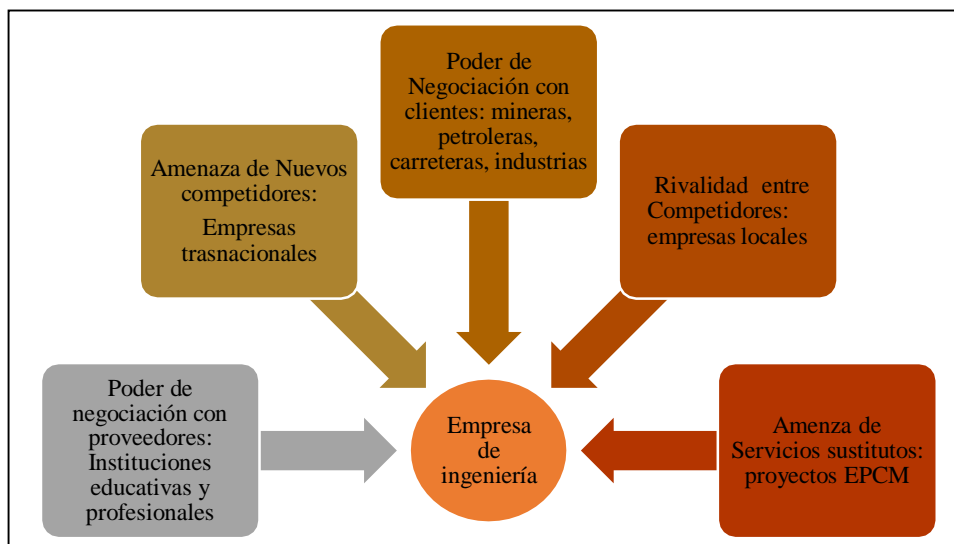 Poder de
Negociación con
clientes: mineras,
petroleras,
carreteras, industrias
Amenaza de Nuevos
competidores:
Empresas
trasnacionales
Rivalidad entre
Competidores:
empresas locales
Poder de
negociación con
proveedores:
Instituciones
educativas y
profesionales
Empresa
de
ingeniería
Amenza de
Servicios sustitutos:
proyectos EPCM